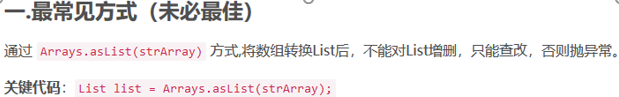 一.最常见方式（未必最佳）
通过 Arrays.asList(strArray) 方式,将数组转换List后，不能对List增删，只能查改，否则抛异常。
关键代码：List list = Arrays.asList(strArray);